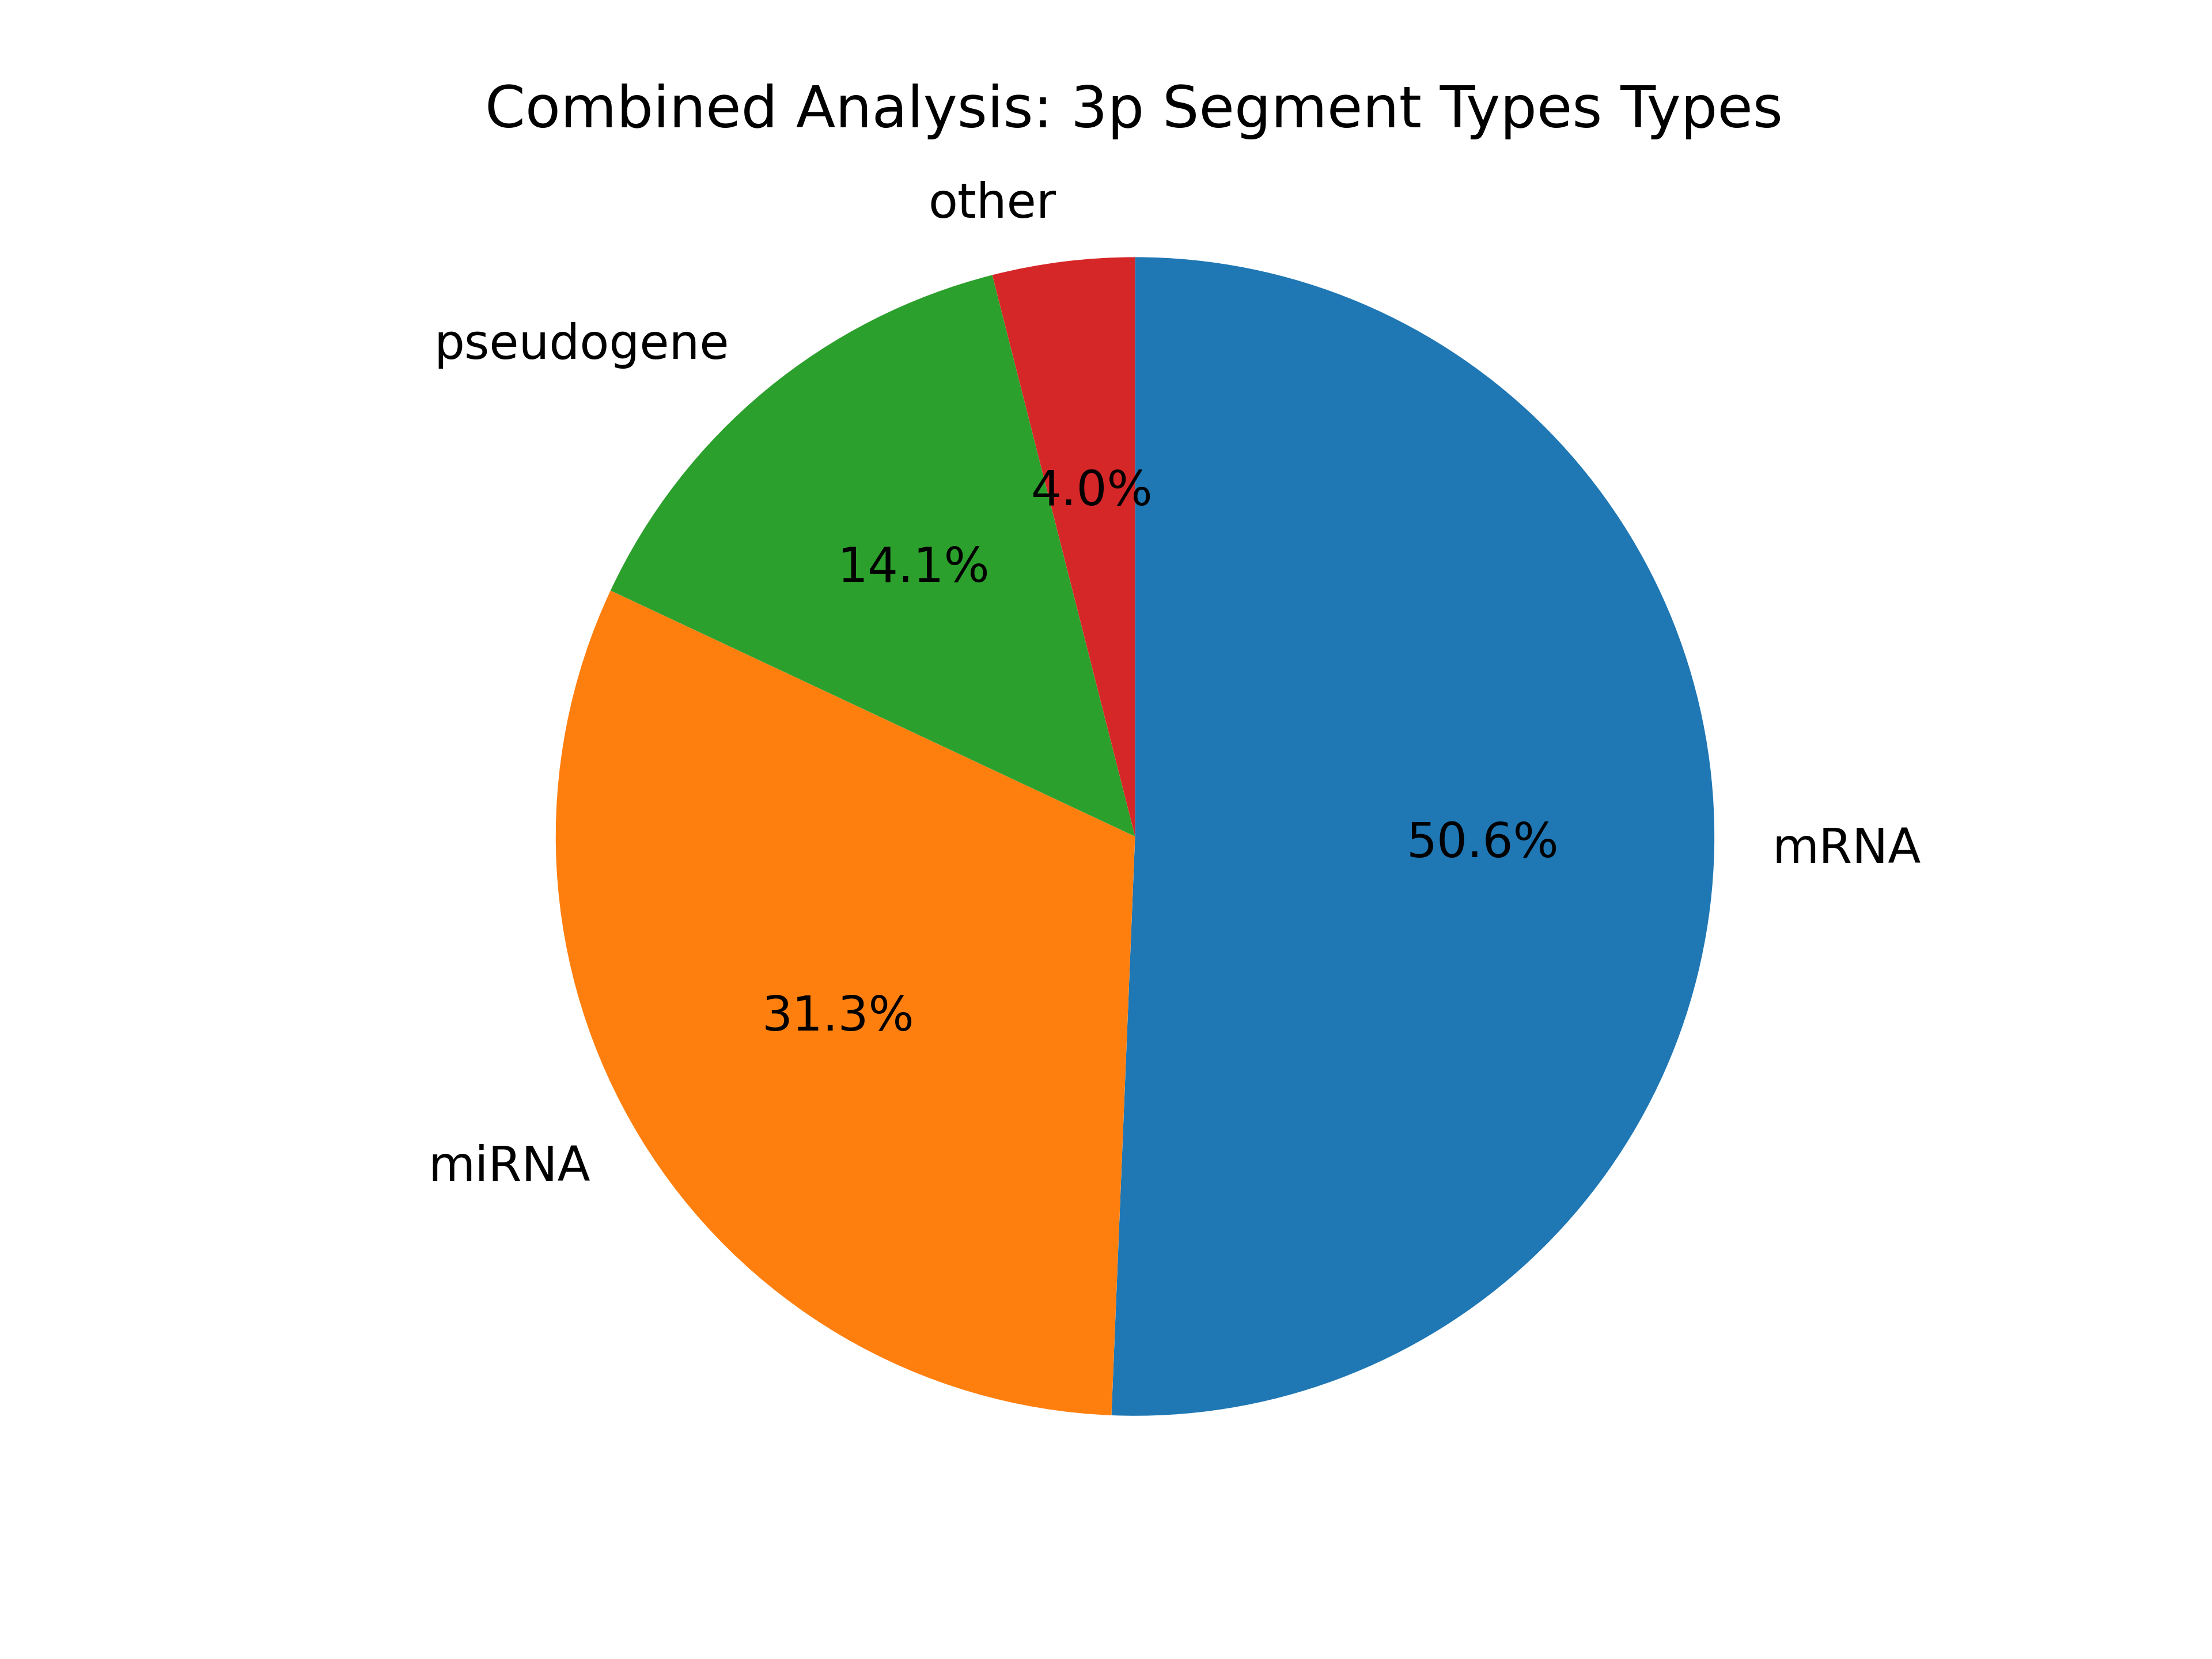 Combined Analysis: 3p Segment Types Types
other
pseudogene
4.0%
14.1%
50.6%
mRNA
31.3%
miRNA